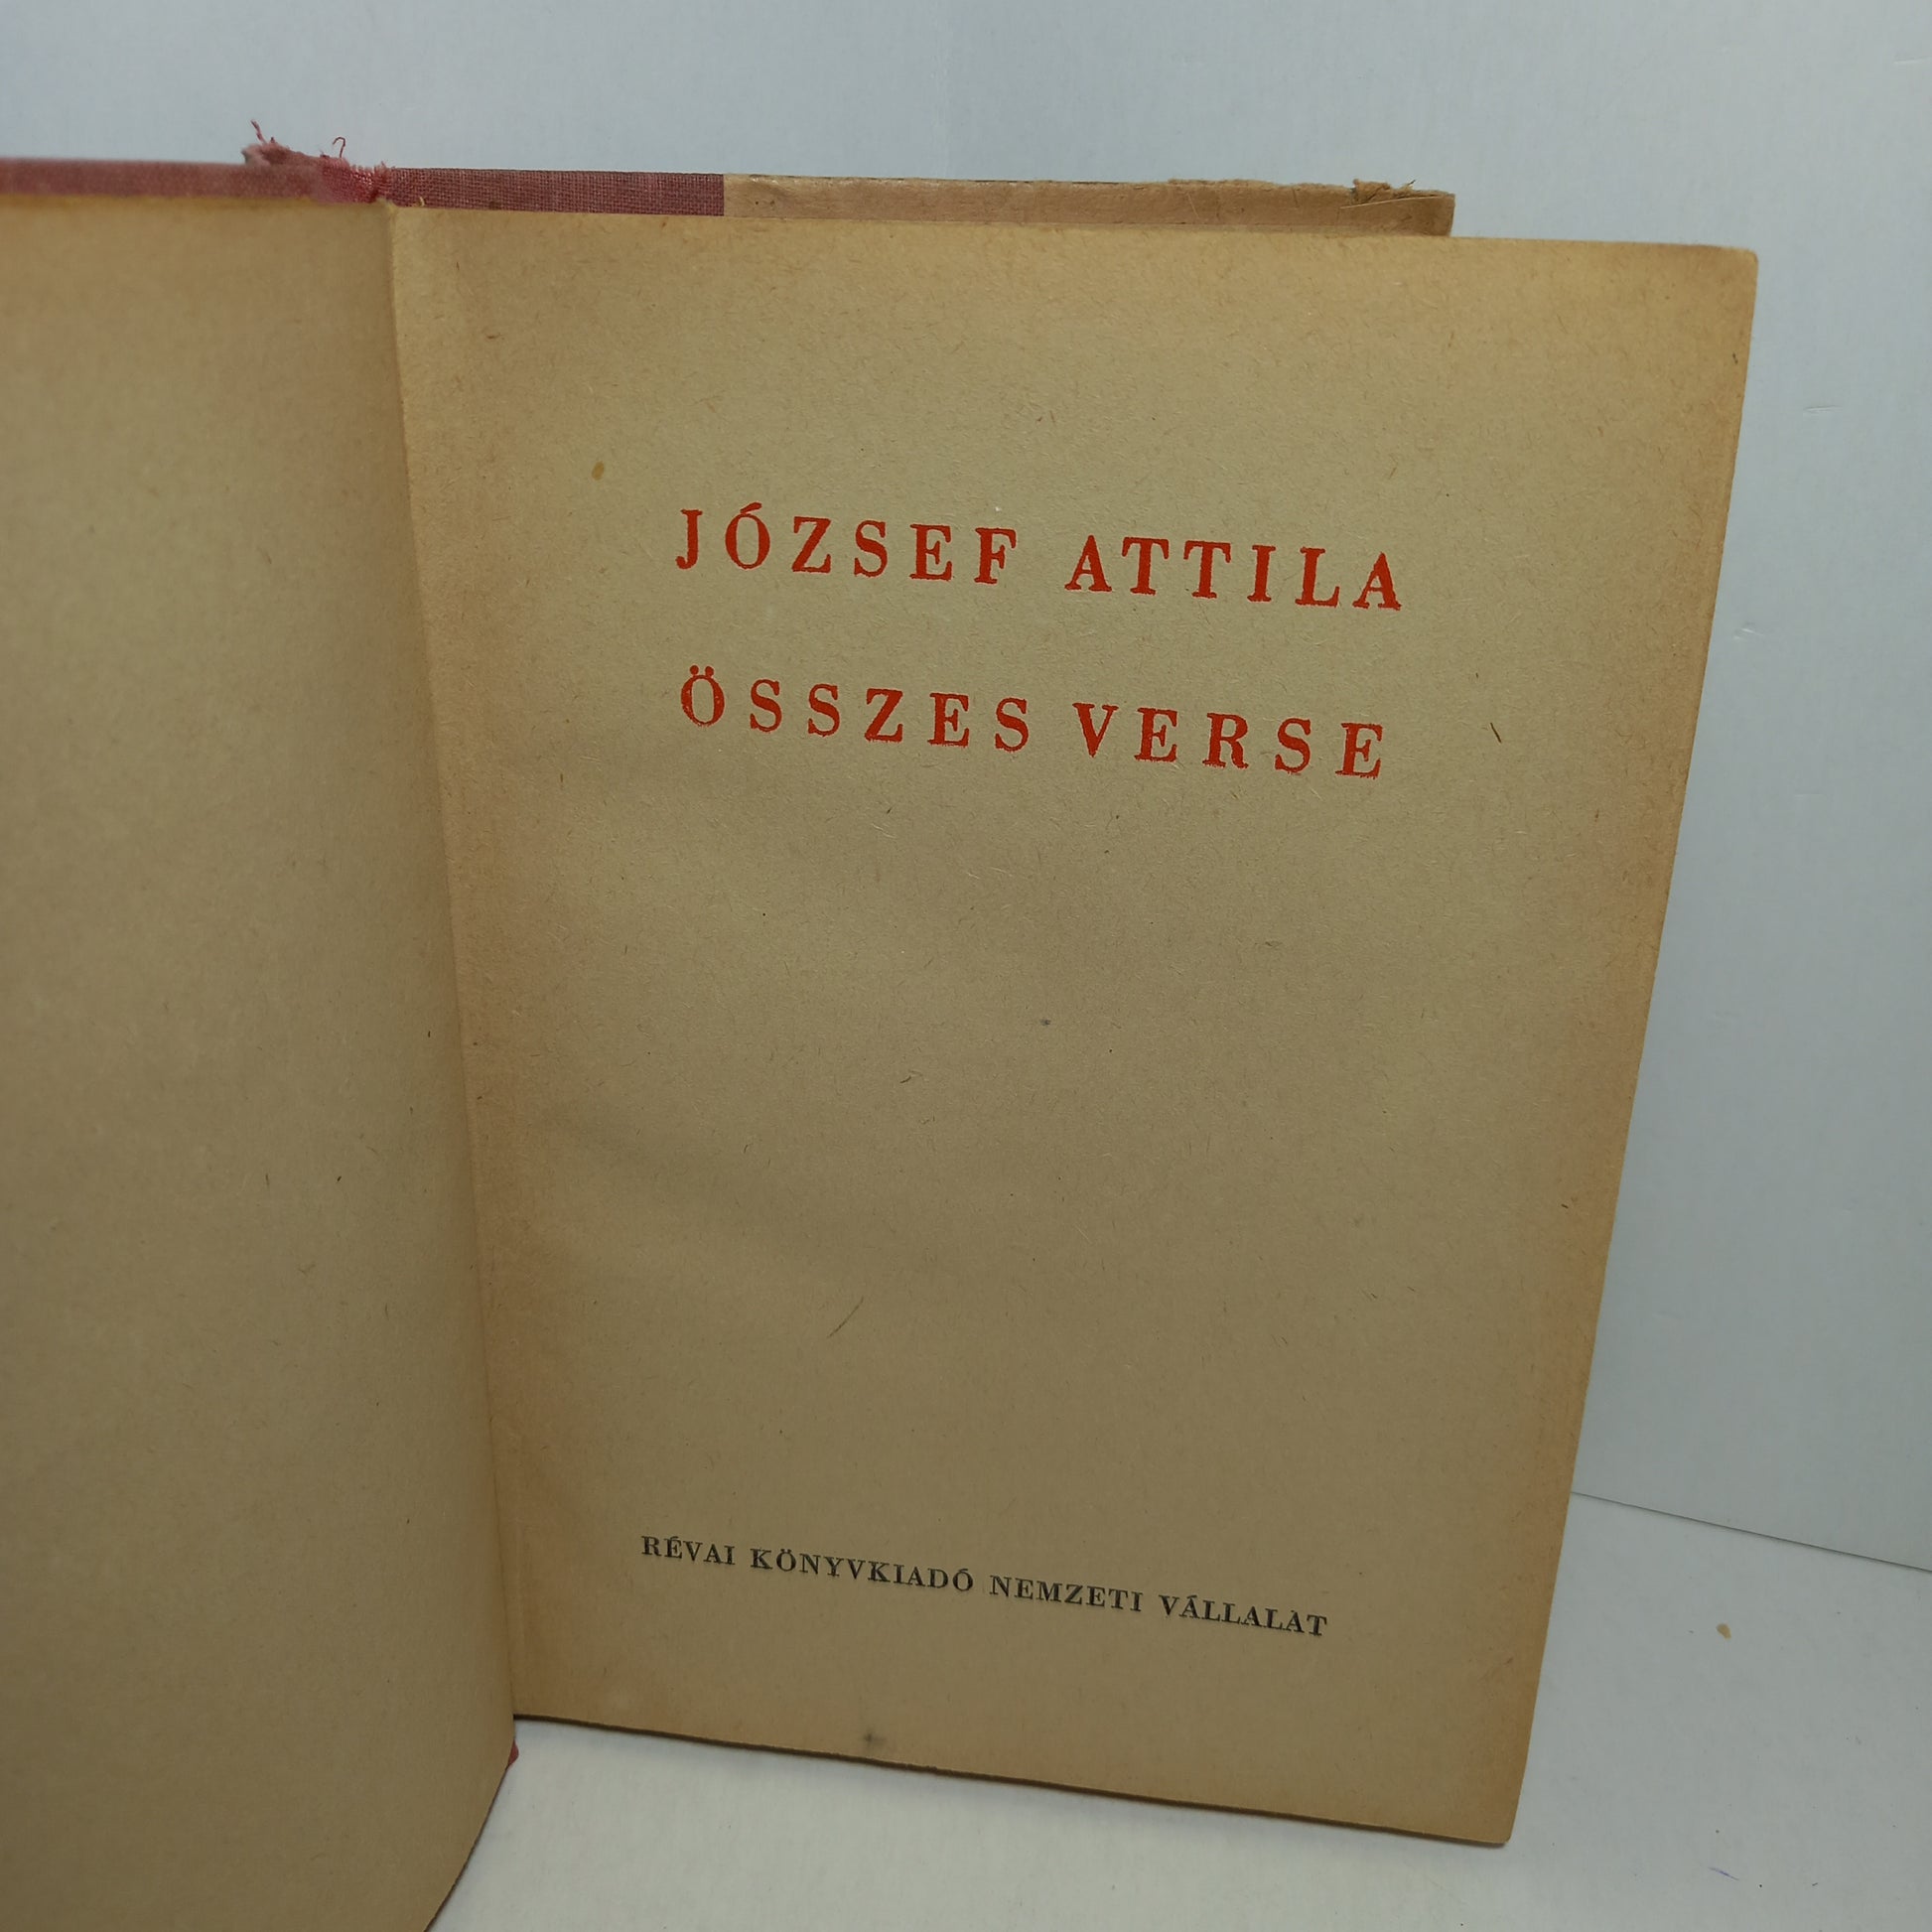 JÓZSEF ATTILA
ÖSSZES VERSE
RÉVAI KÖNYVKIADÓ NEMZETI VÁLLALAT